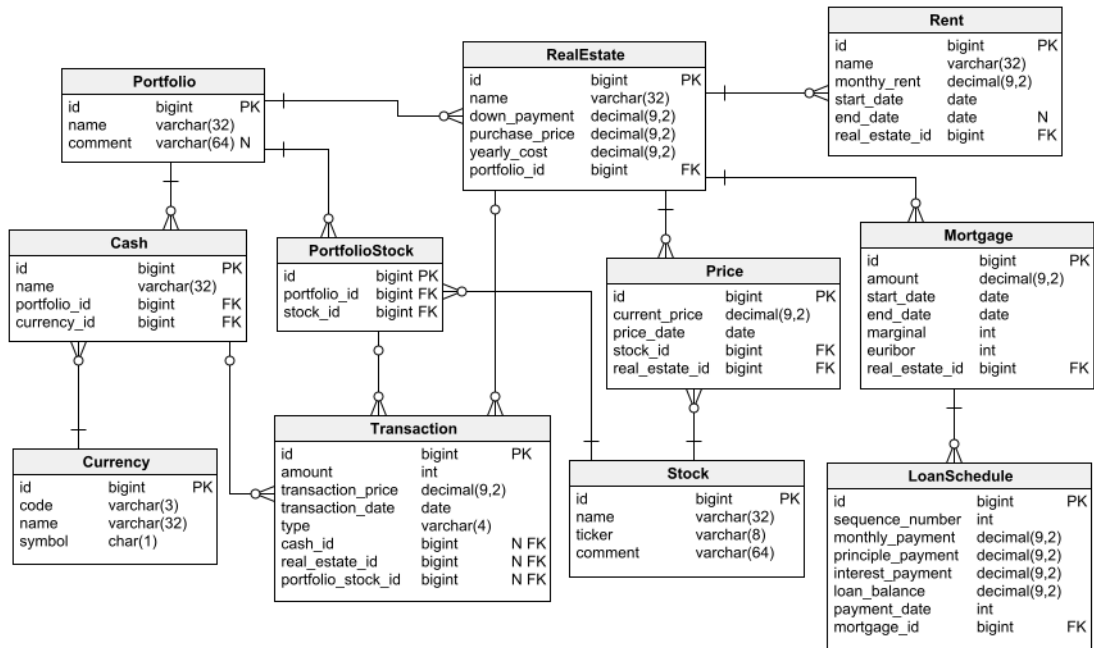 Portfolio
id bigint PK
name varchar(32)
comment varchar(64) N
RealEstate
id bigint PK
name varchar(32)
down_payment decimal(9,2)
purchase_price decimal(9,2)
yearly_cost decimal(9,2)
portfolio_id bigint FK
Rent
id bigint PK
name varchar(32)
monthy_rent decimal(9,2)
start_date date
end_date date N
real_estate_id bigint FK
Cash
id bigint PK
name varchar(32)
portfolio_id bigint FK
currency_id bigint FK
PortfolioStock
id bigint PK
portfolio_id bigint FK
stock_id bigint FK
Price
id bigint PK
current_price decimal(9,2)
price_date date
stock_id bigint FK
real_estate_id bigint FK
Mortgage
id bigint PK
amount decimal(9,2)
start_date date
end_date date
marginal int
euribor int
real_estate_id bigint FK
Currency
id bigint PK
code varchar(3)
name varchar(32)
symbol char(1)
Transaction
id bigint PK
amount int
transaction_price decimal(9,2)
transaction_date date
type varchar(4)
cash_id bigint N FK
real_estate_id bigint N FK
portfolio_stock_id bigint N FK
Stock
id bigint PK
name varchar(32)
ticker varchar(8)
comment varchar(64)
LoanSchedule
id bigint PK
sequence_number int
monthly_payment decimal(9,2)
principle_payment decimal(9,2)
interest_payment decimal(9,2)
loan_balance decimal(9,2)
payment_date int
mortgage_id bigint FK